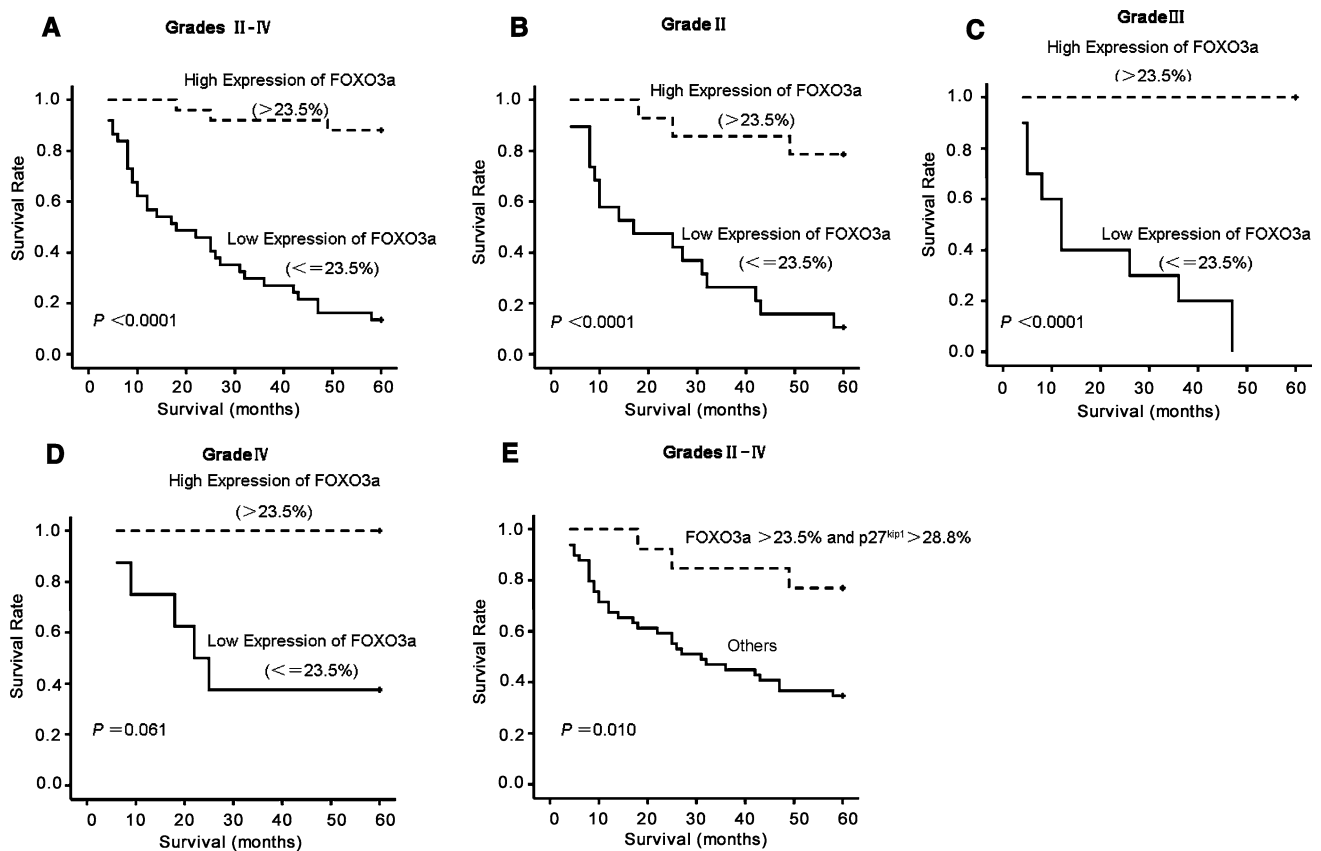 A
Grades II-IV
High Expression of FOXO3a
(>23.5%)
1.0
0.8
0.6
0.4
0.2
0.0
Survival Rate
Low Expression of FOXO3a
(<=23.5%)
P <0.0001
0 10 20 30 40 50 60
Survival (months)
B
Grade II
High Expression of FOXO3a
(>23.5%)
1.0
0.8
0.6
0.4
0.2
0.0
Survival Rate
Low Expression of FOXO3a
(<=23.5%)
P <0.0001
0 10 20 30 40 50 60
Survival (months)
C
Grade III
High Expression of FOXO3a
(>23.5%)
1.0
0.8
0.6
0.4
0.2
0.0
Survival Rate
Low Expression of FOXO3a
(<=23.5%)
P <0.0001
0 10 20 30 40 50 60
Survival (months)
D
Grade IV
High Expression of FOXO3a
(>23.5%)
1.0
0.8
0.6
0.4
0.2
0.0
Survival Rate
Low Expression of FOXO3a
(<=23.5%)
P =0.061
0 10 20 30 40 50 60
Survival (months)
E
Grades II-IV
FOXO3a >23.5% and p27kip1>28.8%
1.0
0.8
0.6
0.4
0.2
0.0
Survival Rate
Others
P =0.010
0 10 20 30 40 50 60
Survival (months)